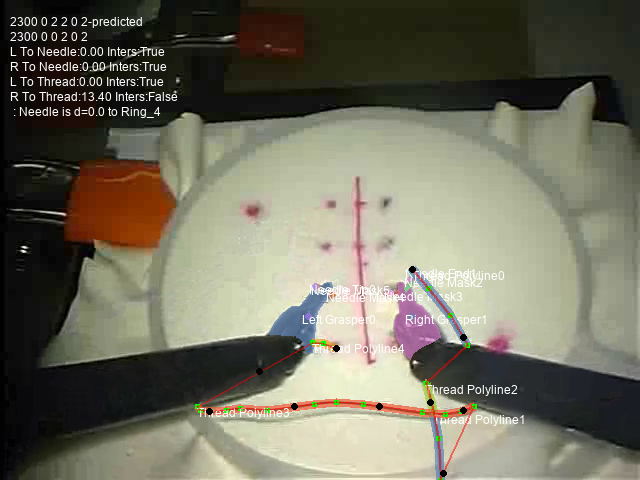 2300 0 2 2 0 2-predicted
2300 0 0 2 0 2
L To Needle:0.00 Inters:True
R To Needle:0.00 Inters:True
L To Thread:0.00 Inters:True
R To Thread:13.40 Inters:False
: Needle is d=0.0 to Ring_4
Thread Polyline0
Needle Mask2
Mask3
Left Grasper0
Right Grasper1
Thread Polyline4
Thread Polyline2
Thread Polyline3
Thread Polyline1